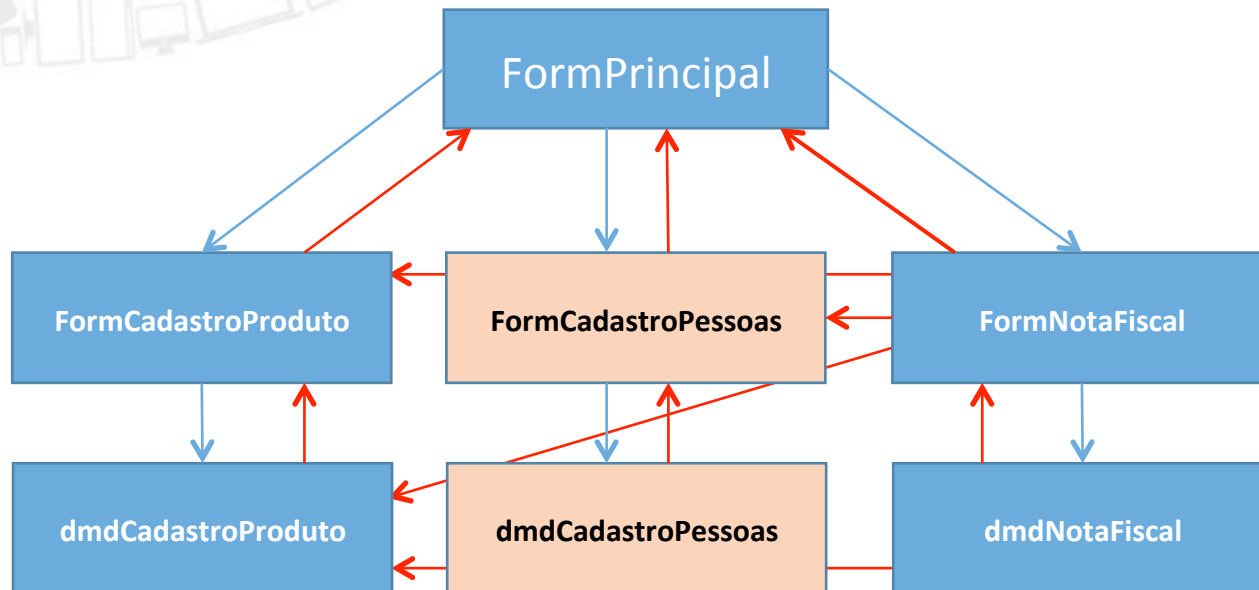 FormPrincipal
FormCadastroProduto
FormCadastroPessoas
FormNotaFiscal
dmdCadastroProduto
dmdCadastroPessoas
dmdNotaFiscal